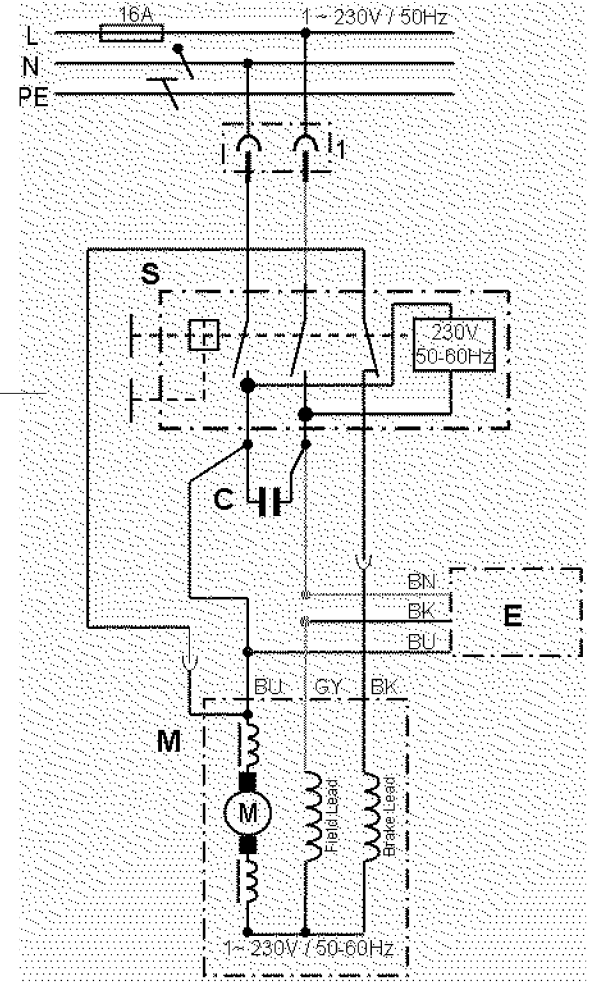 16A
1 ~ 230V / 50Hz
L
N
PE
1
S
230V
50-60Hz
C
BN
BK
E
BU
BU GY BK
M
M
Field Lead
Brake Lead
1~ 230V / 50-60Hz